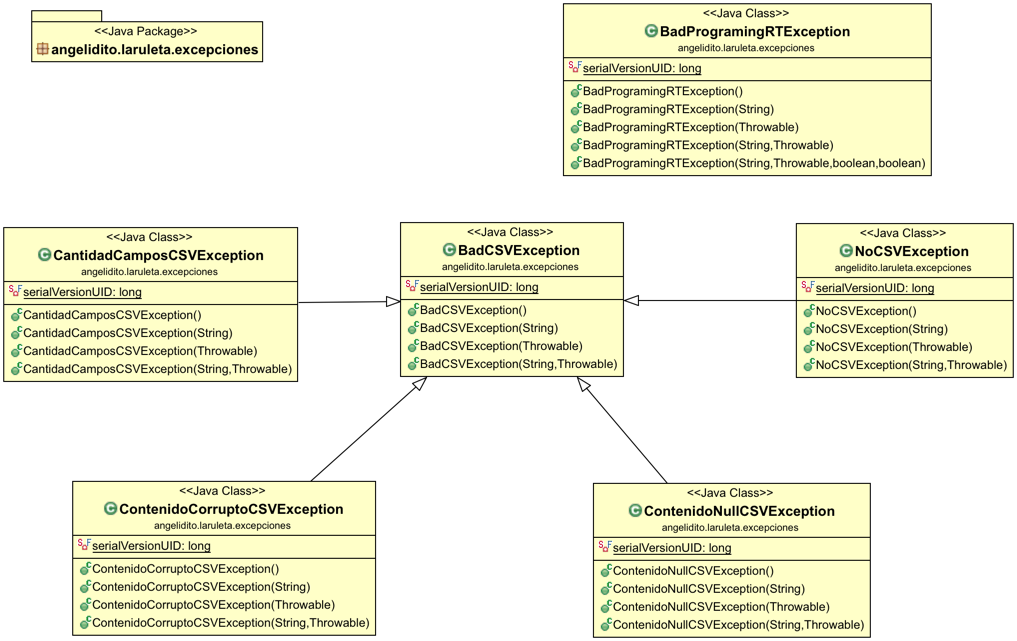 <<Java Package>>
angelidito.laruleta.excepciones
<<Java Class>>
BadProgramingRTException
angelidito.laruleta.excepciones
serialVersionUID: long
BadProgramingRTException()
BadProgramingRTException(String)
BadProgramingRTException(Throwable)
BadProgramingRTException(String,Throwable)
BadProgramingRTException(String,Throwable,boolean,boolean)
<<Java Class>>
CantidadCamposCSVException
angelidito.laruleta.excepciones
serialVersionUID: long
CantidadCamposCSVException()
CantidadCamposCSVException(String)
CantidadCamposCSVException(Throwable)
CantidadCamposCSVException(String,Throwable)
<<Java Class>>
BadCSVException
angelidito.laruleta.excepciones
serialVersionUID: long
BadCSVException()
BadCSVException(String)
BadCSVException(Throwable)
BadCSVException(String,Throwable)
<<Java Class>>
NoCSVException
angelidito.laruleta.excepciones
serialVersionUID: long
NoCSVException()
NoCSVException(String)
NoCSVException(Throwable)
NoCSVException(String,Throwable)
<<Java Class>>
ContenidoCorruptoCSVException
angelidito.laruleta.excepciones
serialVersionUID: long
ContenidoCorruptoCSVException()
ContenidoCorruptoCSVException(String)
ContenidoCorruptoCSVException(Throwable)
ContenidoCorruptoCSVException(String,Throwable)
<<Java Class>>
ContenidoNullCSVException
angelidito.laruleta.excepciones
serialVersionUID: long
ContenidoNullCSVException()
ContenidoNullCSVException(String)
ContenidoNullCSVException(Throwable)
ContenidoNullCSVException(String,Throwable)